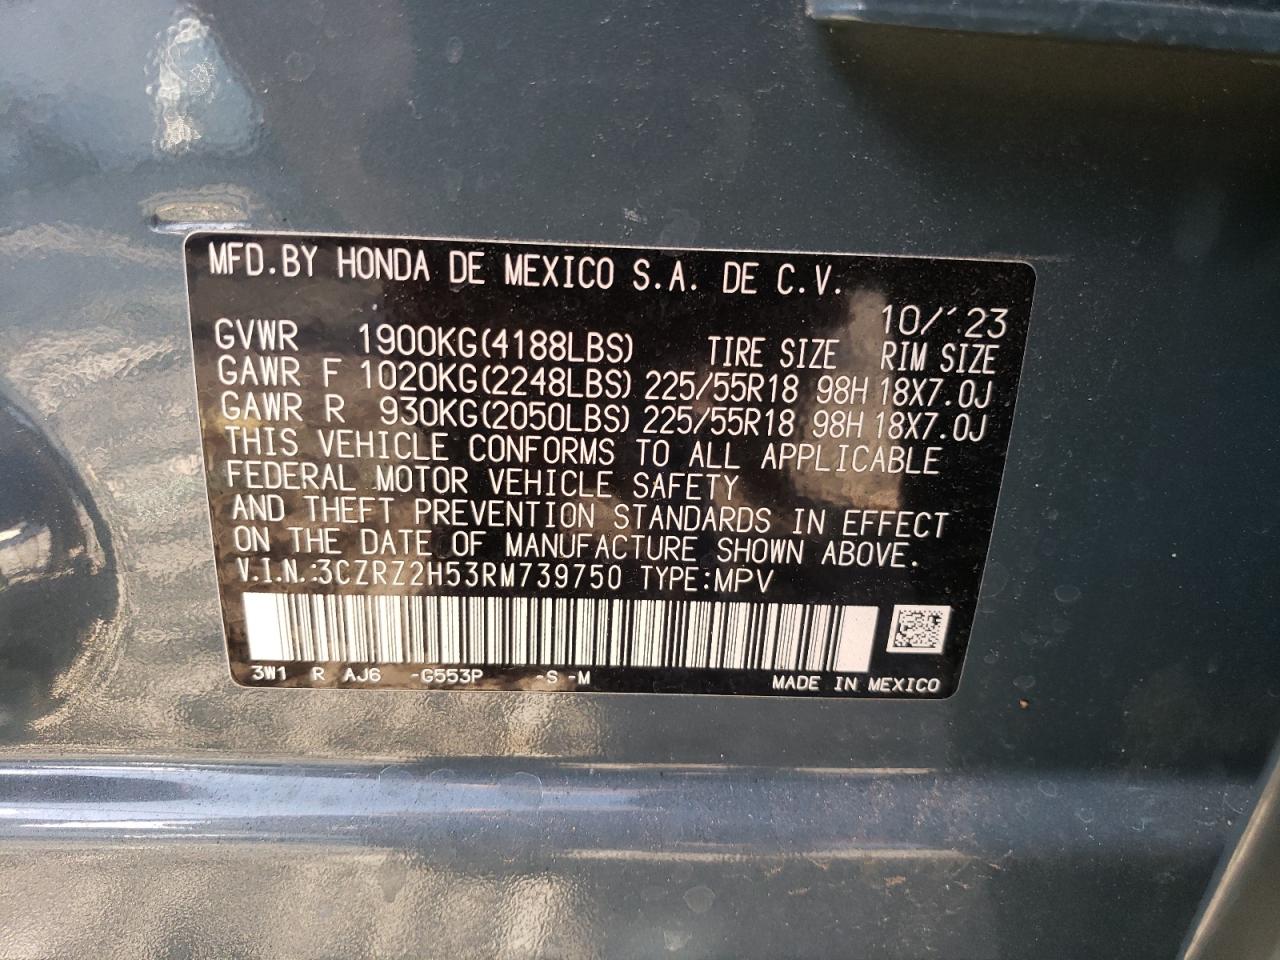 MFD.BY HONDA DE MEXICO S.A. DE C.V.
10/'23
GVWR 1900KG(4188LBS) TIRE SIZE RIM SIZE
GAWR F 1020KG(2248LBS) 225/55R18 98H 18X7.0J
GAWR R 930KG(2050LBS) 225/55R18 98H 18X7.0J
THIS VEHICLE CONFORMS TO ALL APPLICABLE
FEDERAL MOTOR VEHICLE SAFETY
AND THEFT PREVENTION STANDARDS IN EFFECT
ON THE DATE OF MANUFACTURE SHOWN ABOVE.
V.I.N.:3CZRZ2H53RM739750 TYPE:MPV
3W1 R AJ6 -G553P -S -M MADE IN MEXICO